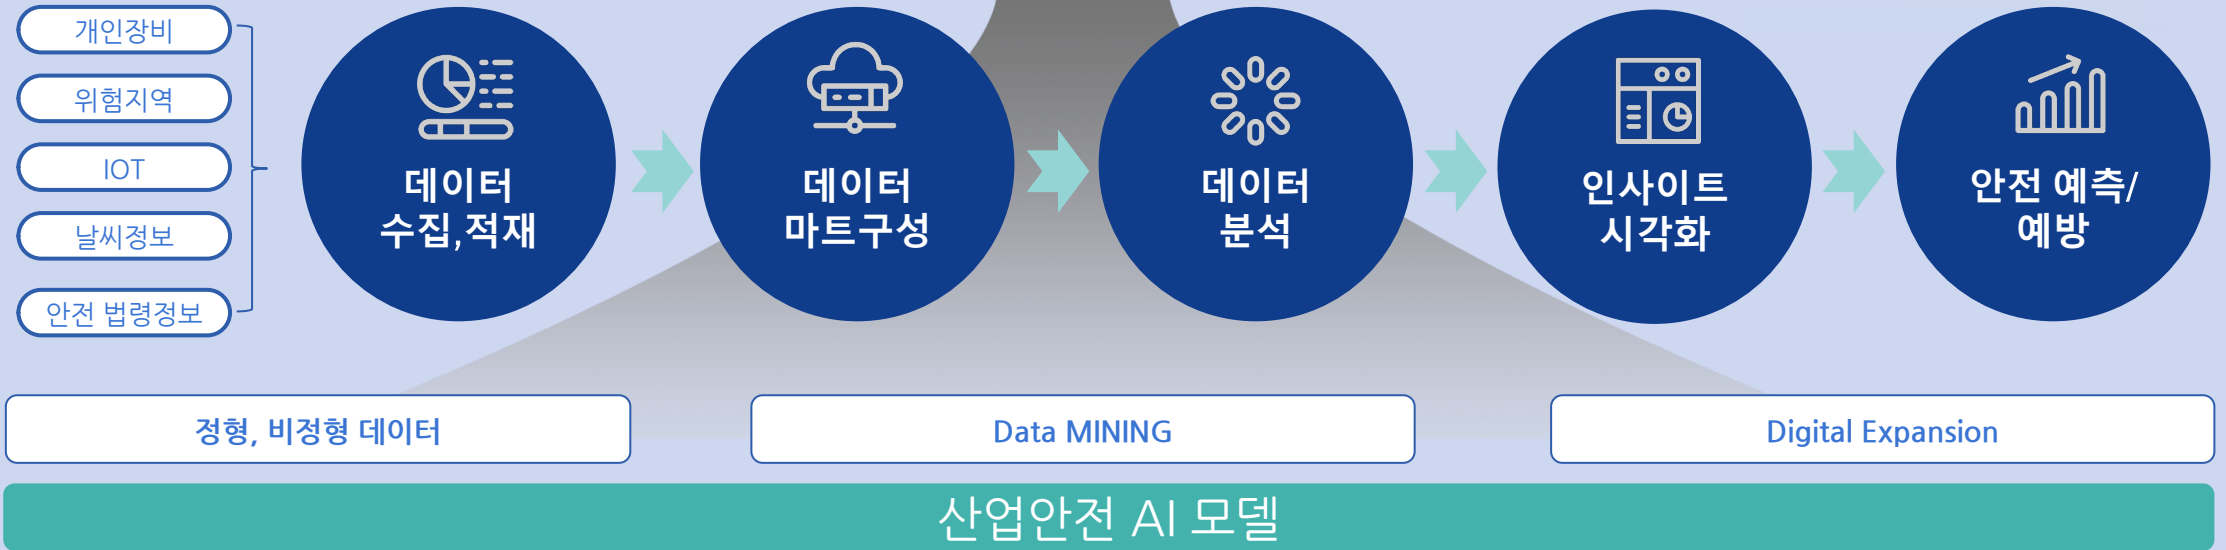 개인장비
위험지역
IOT
날씨정보
안전 법령정보
데이터
수집,적재
데이터
마트구성
데이터
분석
인사이트
시각화
안전 예측/
예방
정형, 비정형 데이터
Data MINING
Digital Expansion
산업안전 AI 모델